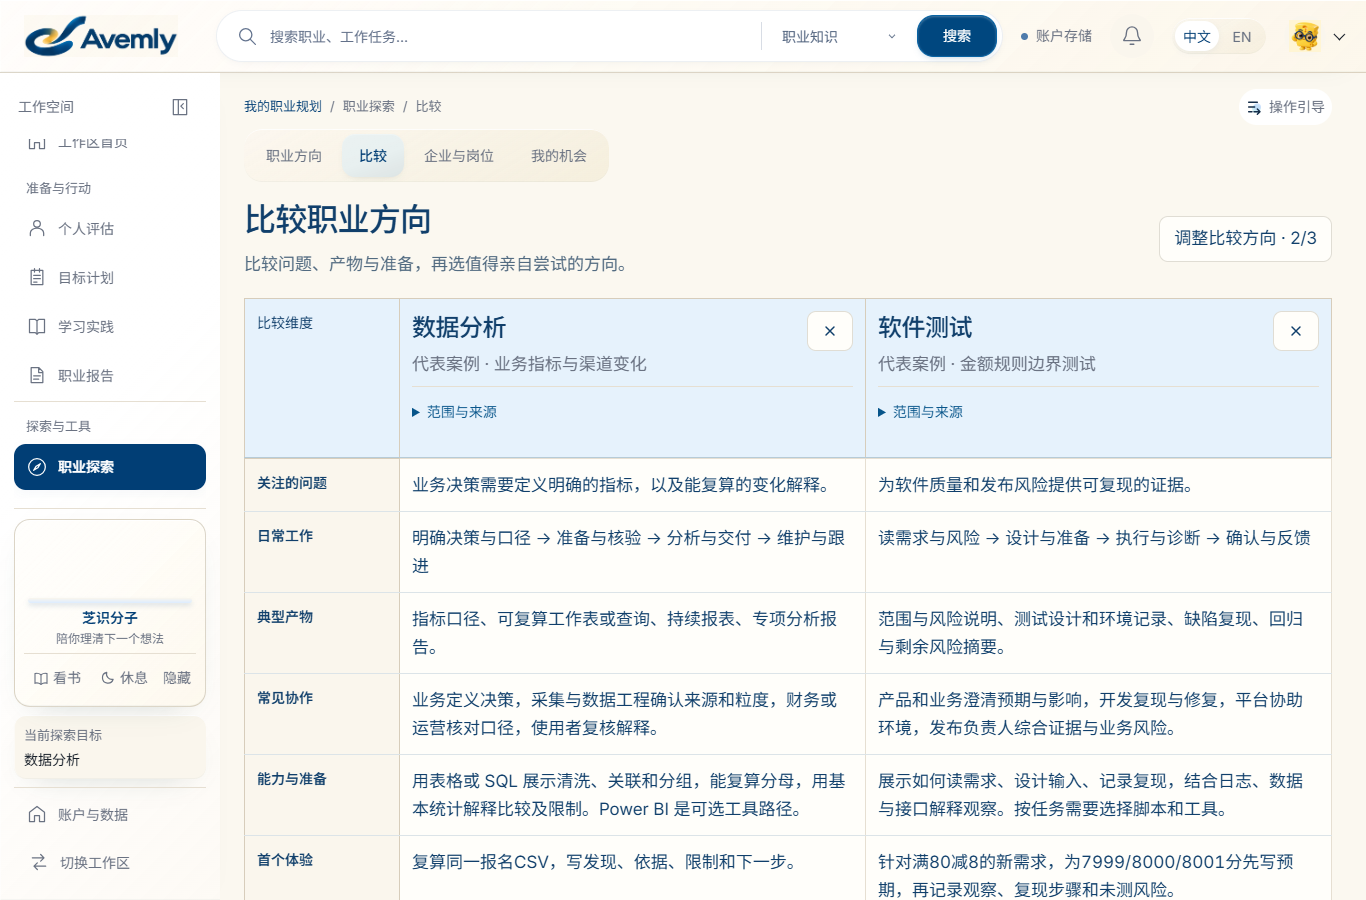 Avemly
搜索职业、工作任务...
职业知识
搜索
账户存储
中文
EN
工作空间
工作区首页
准备与行动
个人评估
目标计划
学习实践
职业报告
探索与工具
职业探索
芝识分子
陪你理清下一个想法
看书
休息
隐藏
当前探索目标
数据分析
账户与数据
切换工作区
我的职业规划 / 职业探索 / 比较
操作引导
职业方向
比较
企业与岗位
我的机会
比较职业方向
比较问题、产物与准备，再选值得亲自尝试的方向。
调整比较方向 · 2/3
比较维度
数据分析
代表案例 · 业务指标与渠道变化
范围与来源
软件测试
代表案例 · 金额规则边界测试
范围与来源
关注的问题
业务决策需要定义明确的指标，以及能复算的变化解释。
为软件质量和发布风险提供可复现的证据。
日常工作
明确决策与口径 → 准备与核验 → 分析与交付 → 维护与跟
进
读需求与风险 → 设计与准备 → 执行与诊断 → 确认与反馈
典型产物
指标口径、可复算工作表或查询、持续报表、专项分析报
告。
范围与风险说明、测试设计和环境记录、缺陷复现、回归
与剩余风险摘要。
常见协作
业务定义决策，采集与数据工程确认来源和粒度，财务或
运营核对口径，使用者复核解释。
产品和业务澄清预期与影响，开发复现与修复，平台协助
环境，发布负责人综合证据与业务风险。
能力与准备
用表格或 SQL 展示清洗、关联和分组，能复算分母，用基
本统计解释比较及限制。Power BI 是可选工具路径。
展示如何读需求、设计输入、记录复现，结合日志、数据
与接口解释观察。按任务需要选择脚本和工具。
首个体验
复算同一报名CSV，写发现、依据、限制和下一步。
针对满80减8的新需求，为7999/8000/8001分先写预
期，再记录观察、复现步骤和未测风险。